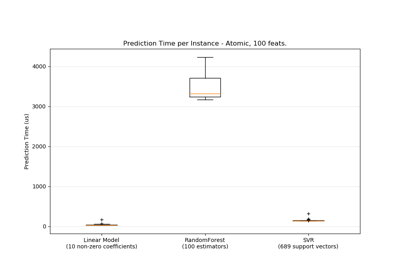 Prediction Time per Instance - Atomic, 100 feats.
Prediction Time (us)
4000
3000
2000
1000
0
Linear Model
(10 non-zero coefficients)
RandomForest
(100 estimators)
SVR
(689 support vectors)